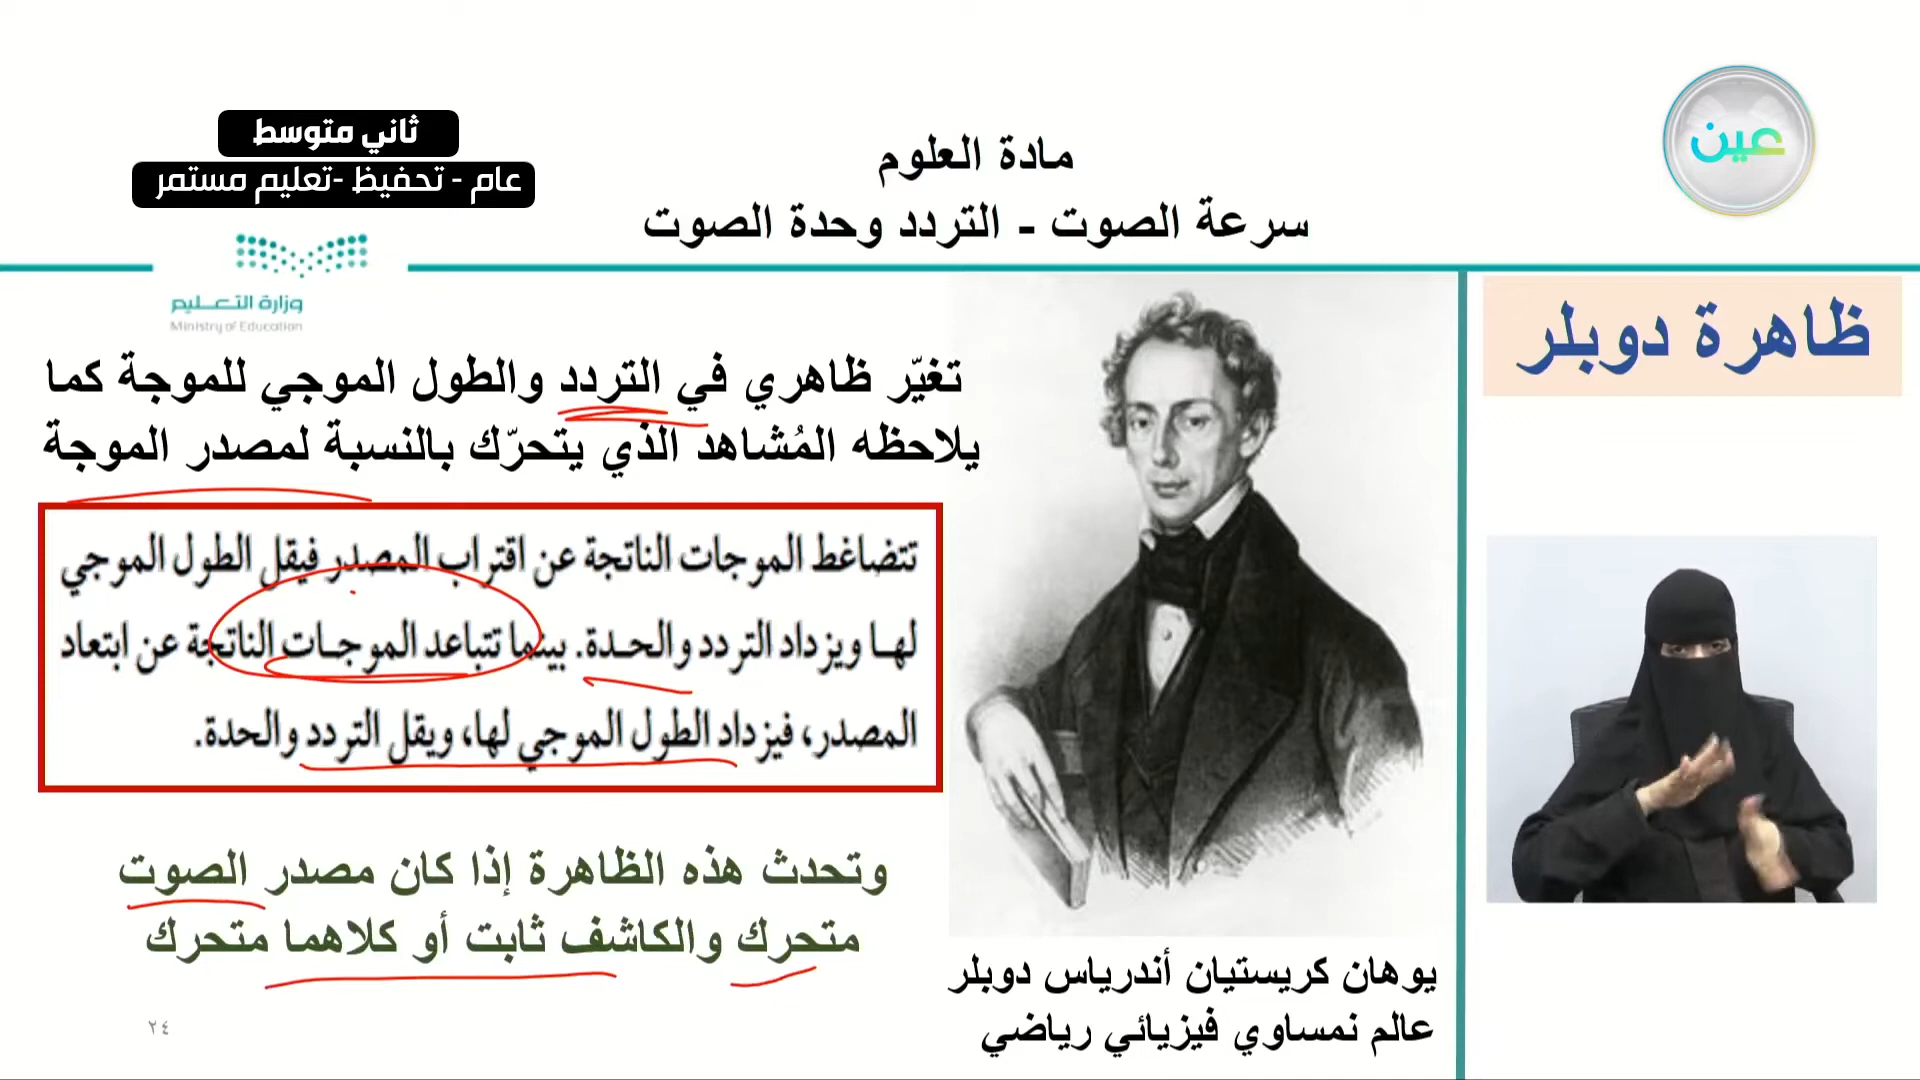 عين
ثاني متوسط
عام - تحفيظ -تعليم مستمر
مادة العلوم
سرعة الصوت - التردد وحدة الصوت
وزارة التعليم
Ministry of Education
ظاهرة دوبلر
تغيّر ظاهري في التردد والطول الموجي للموجة كما
يلاحظه المُشاهد الذي يتحرّك بالنسبة لمصدر الموجة
تتضاغط الموجات الناتجة عن اقتراب المصدر فيقل الطول الموجي
لها ويزداد التردد والحدة. بينما تتباعد الموجات الناتجة عن ابتعاد
المصدر، فيزداد الطول الموجي لها، ويقل التردد والحدة.
وتحدث هذه الظاهرة إذا كان مصدر الصوت
متحرك والكاشف ثابت أو كلاهما متحرك
يوهان كريستيان أندرياس دوبلر
عالم نمساوي فيزيائي رياضي
٢٤